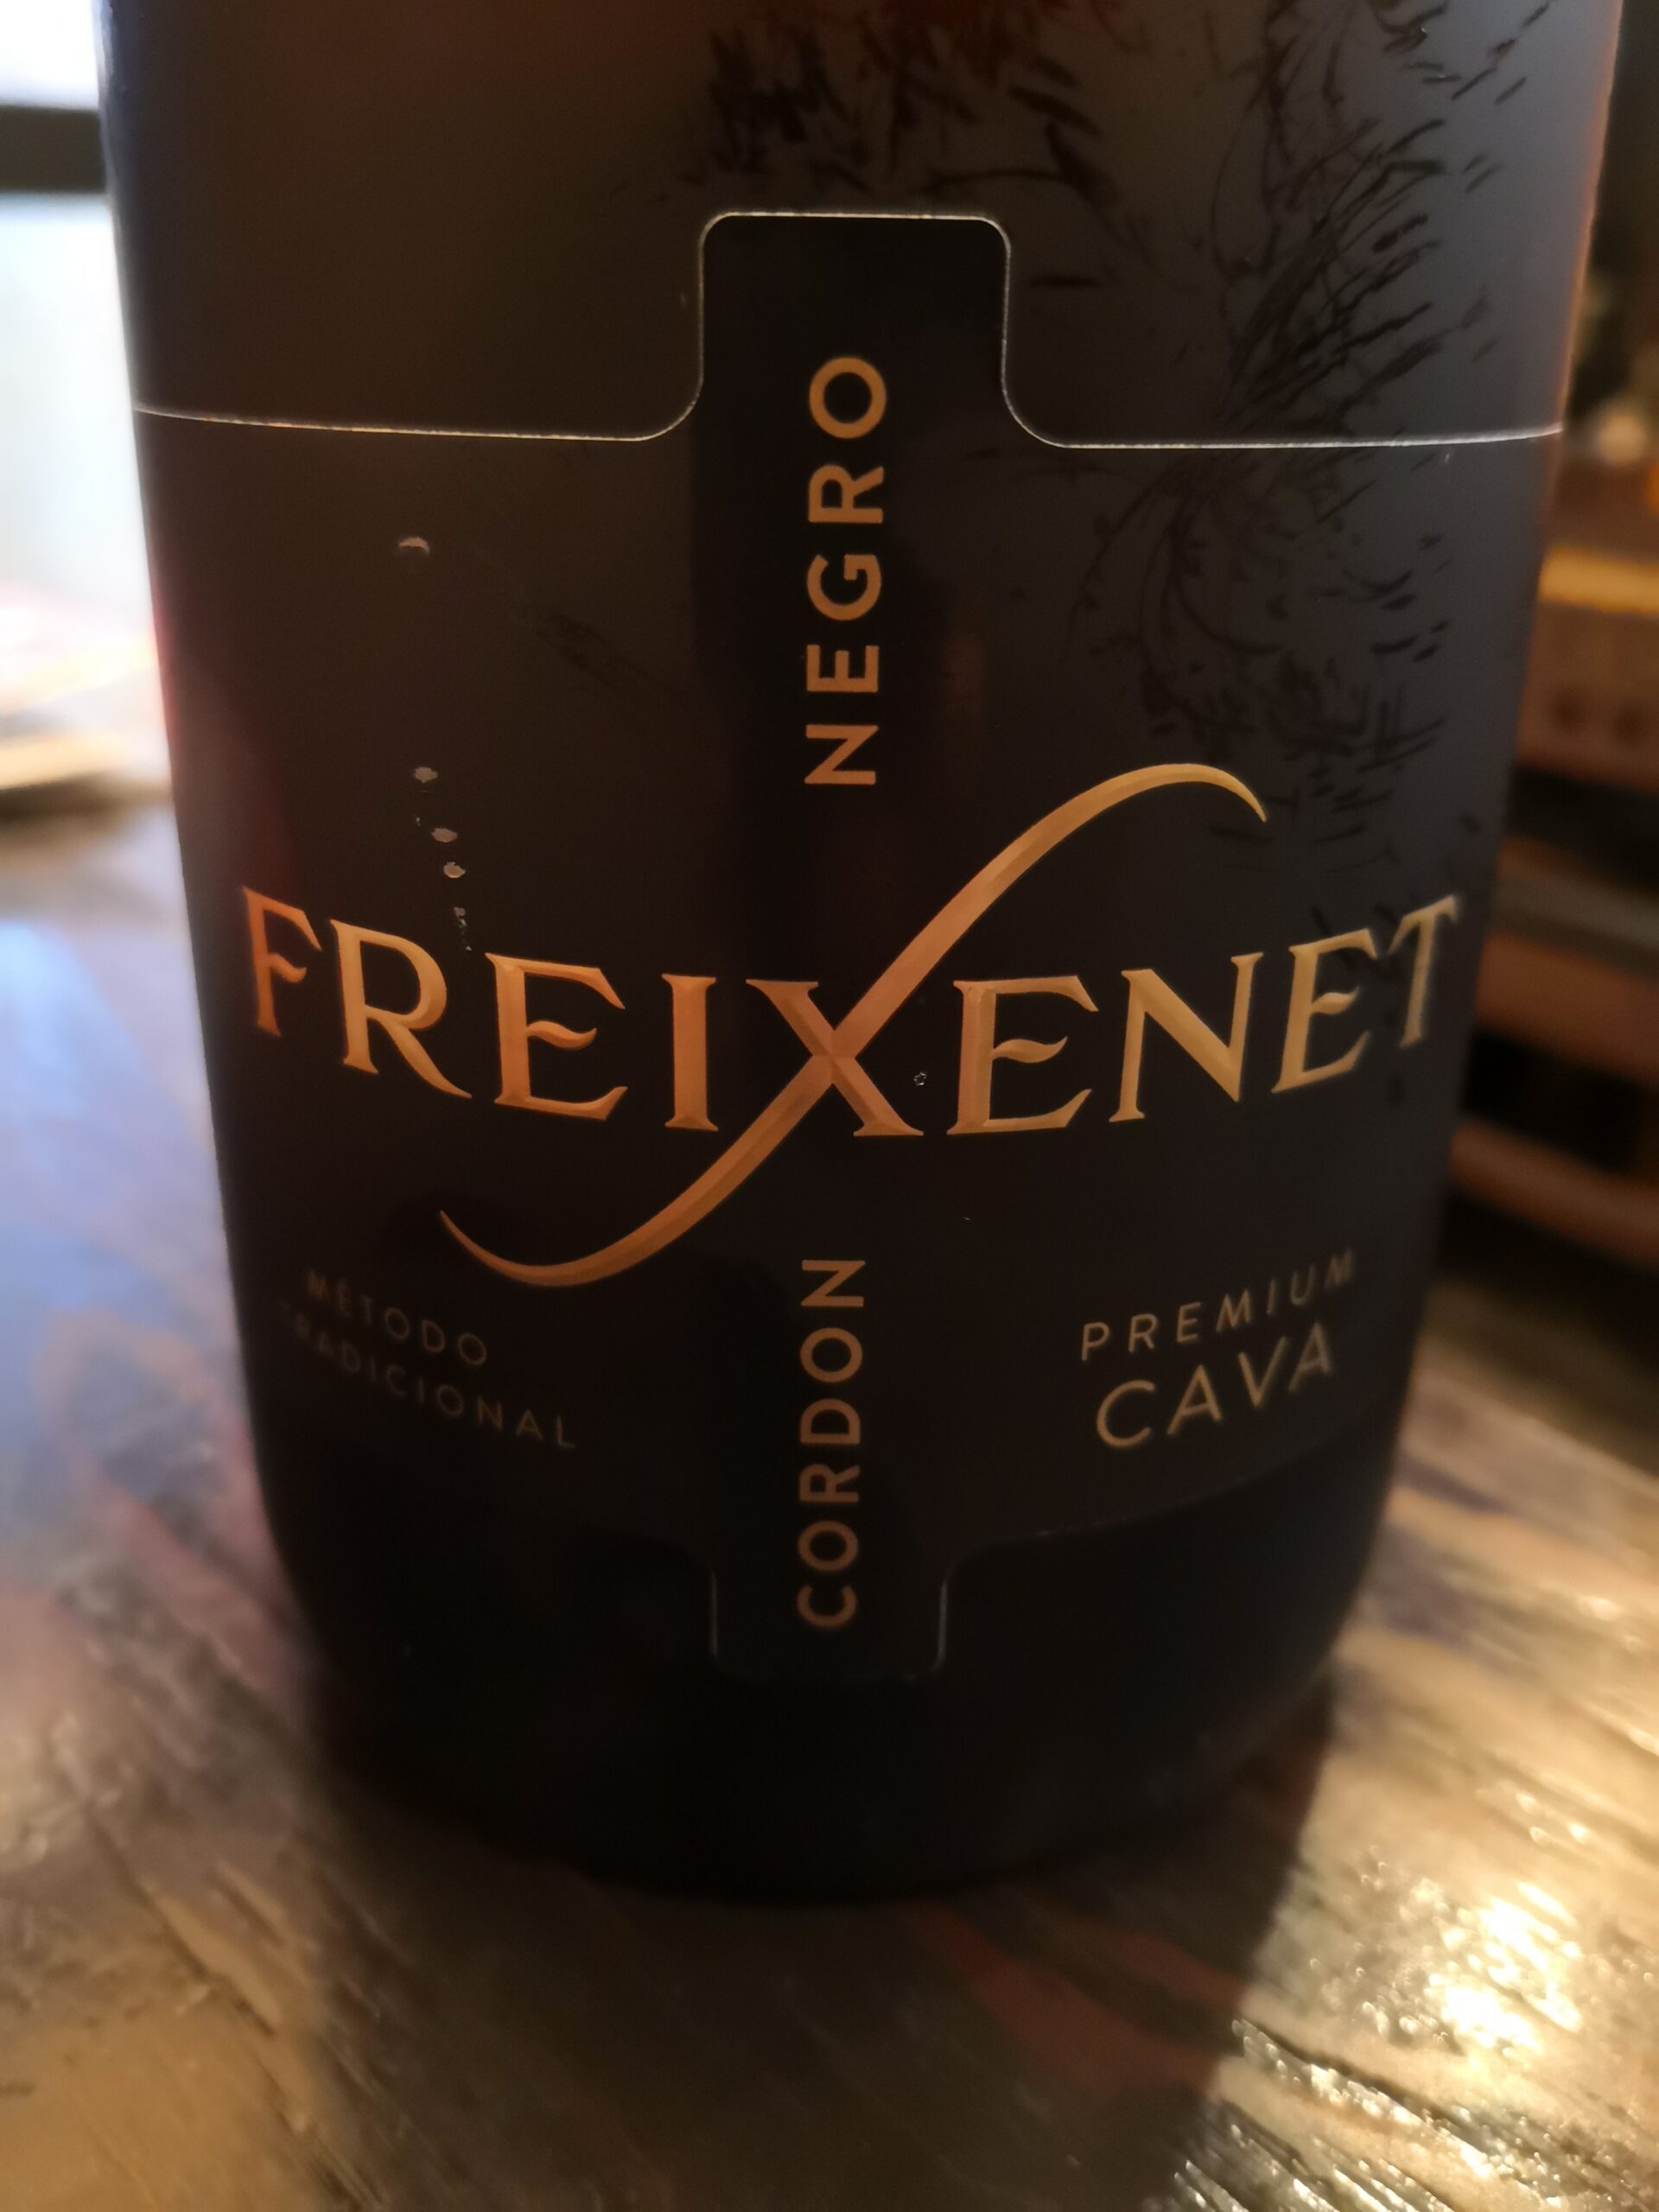 NEGRO
FREIXENET
CORDON
MÉTODO
TRADICIONAL
PREMIUM
CAVA